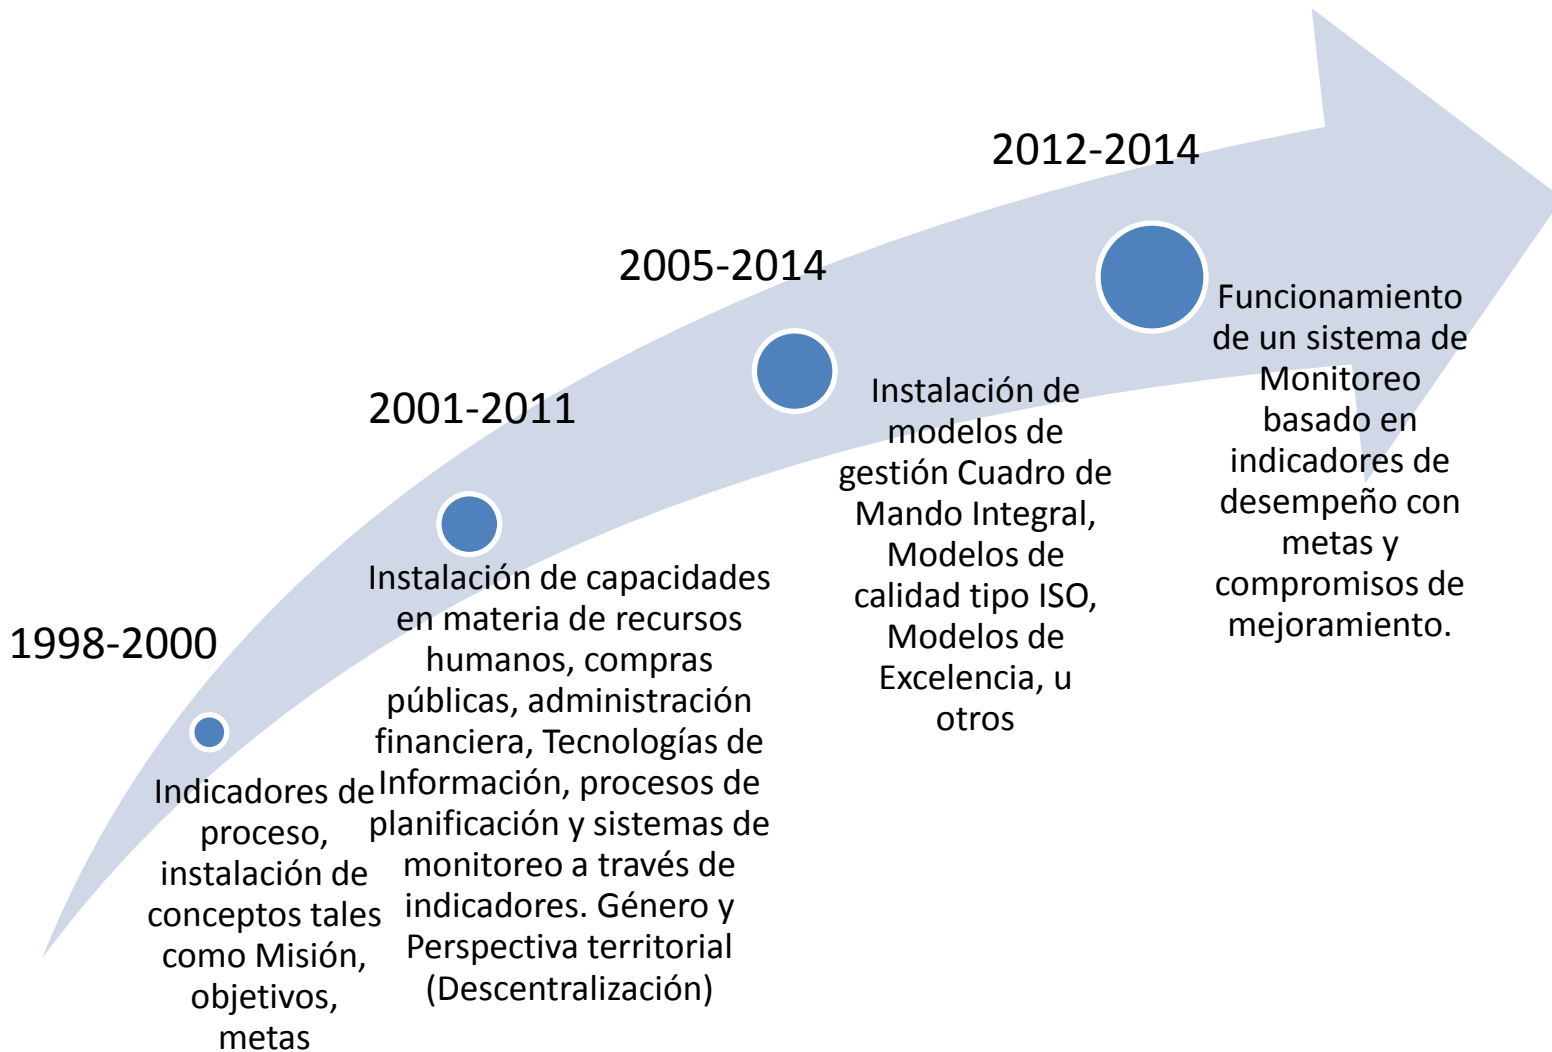 1998-2000
Indicadores de
proceso,
instalación de
conceptos tales
como Misión,
objetivos,
metas
2001-2011
Instalación de capacidades
en materia de recursos
humanos, compras
públicas, administración
financiera, Tecnologías de
Información, procesos de
planificación y sistemas de
monitoreo a través de
indicadores. Género y
Perspectiva territorial
(Descentralización)
2005-2014
Instalación de
modelos de
gestión Cuadro de
Mando Integral,
Modelos de
calidad tipo ISO,
Modelos de
Excelencia, u
otros
2012-2014
Funcionamiento
de un sistema de
Monitoreo
basado en
indicadores de
desempeño con
metas y
compromisos de
mejoramiento.